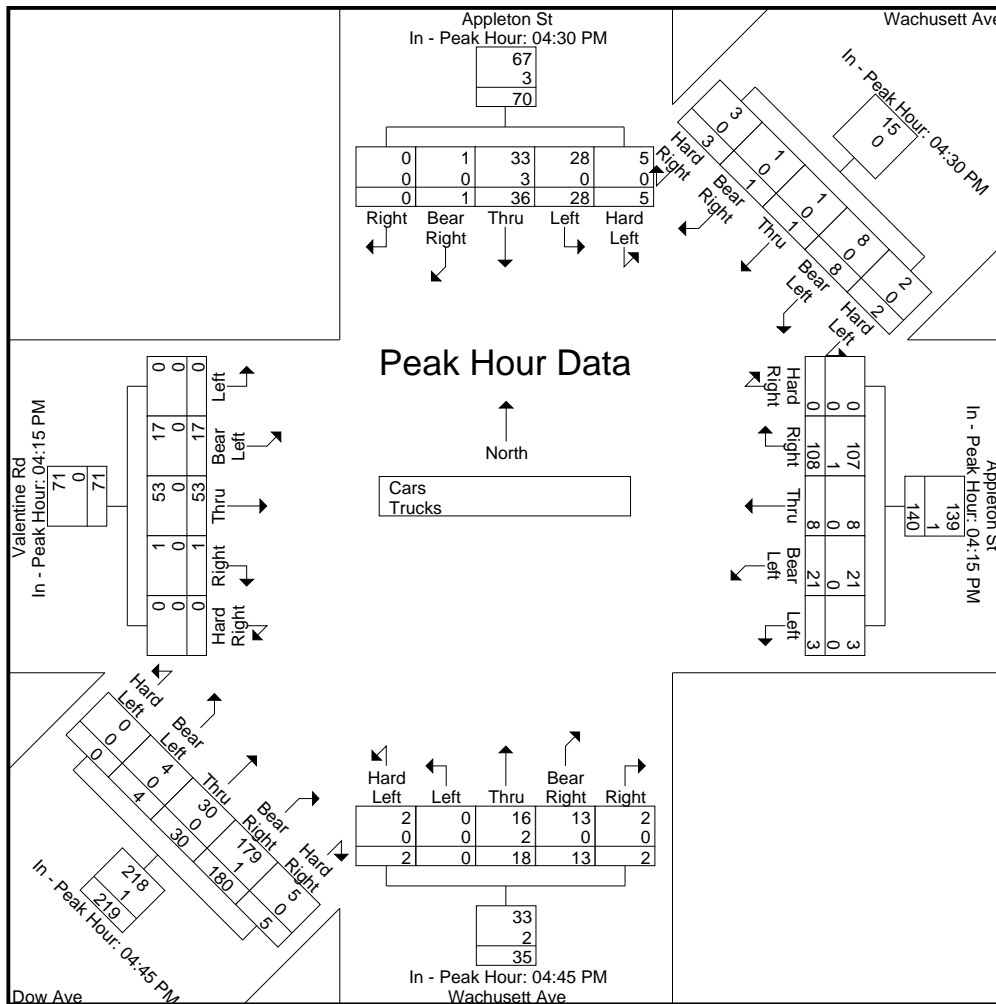 Appleton St
In - Peak Hour: 04:30 PM
67
3
70
0 1 33 28 5
0 0 3 0 0
0 1 36 28 5
Right
Bear
Right
Thru
Left
Hard
Left
Wachusett Ave
In - Peak Hour: 04:30 PM
15
0
3 1 1 8 2
0 0 0 0 0
3 1 1 8 2
Hard
Right
Bear
Right
Thru
Bear
Left
Hard
Left
Peak Hour Data
North
Cars
Trucks
Valentine Rd
In - Peak Hour: 04:15 PM
71
0
71
0 17 53 1 0
0 0 0 0 0
0 17 53 1 0
Left
Bear
Left
Thru
Right
Hard
Right
Appleton St
In - Peak Hour: 04:15 PM
139
1
140
0 107 8 21 3
0 1 0 0 0
0 108 8 21 3
Hard
Right
Right
Thru
Bear
Left
Left
Hard
Left
Bear
Left
Thru
Bear
Right
Hard
Right
0 4 30 179 5
0 0 0 1 0
0 4 30 180 5
218
1
219
In - Peak Hour: 04:45 PM
Dow Ave
Hard
Left
Left
Thru
Bear
Right
Right
2 0 16 13 2
0 0 2 0 0
2 0 18 13 2
33
2
35
In - Peak Hour: 04:45 PM
Wachusett Ave